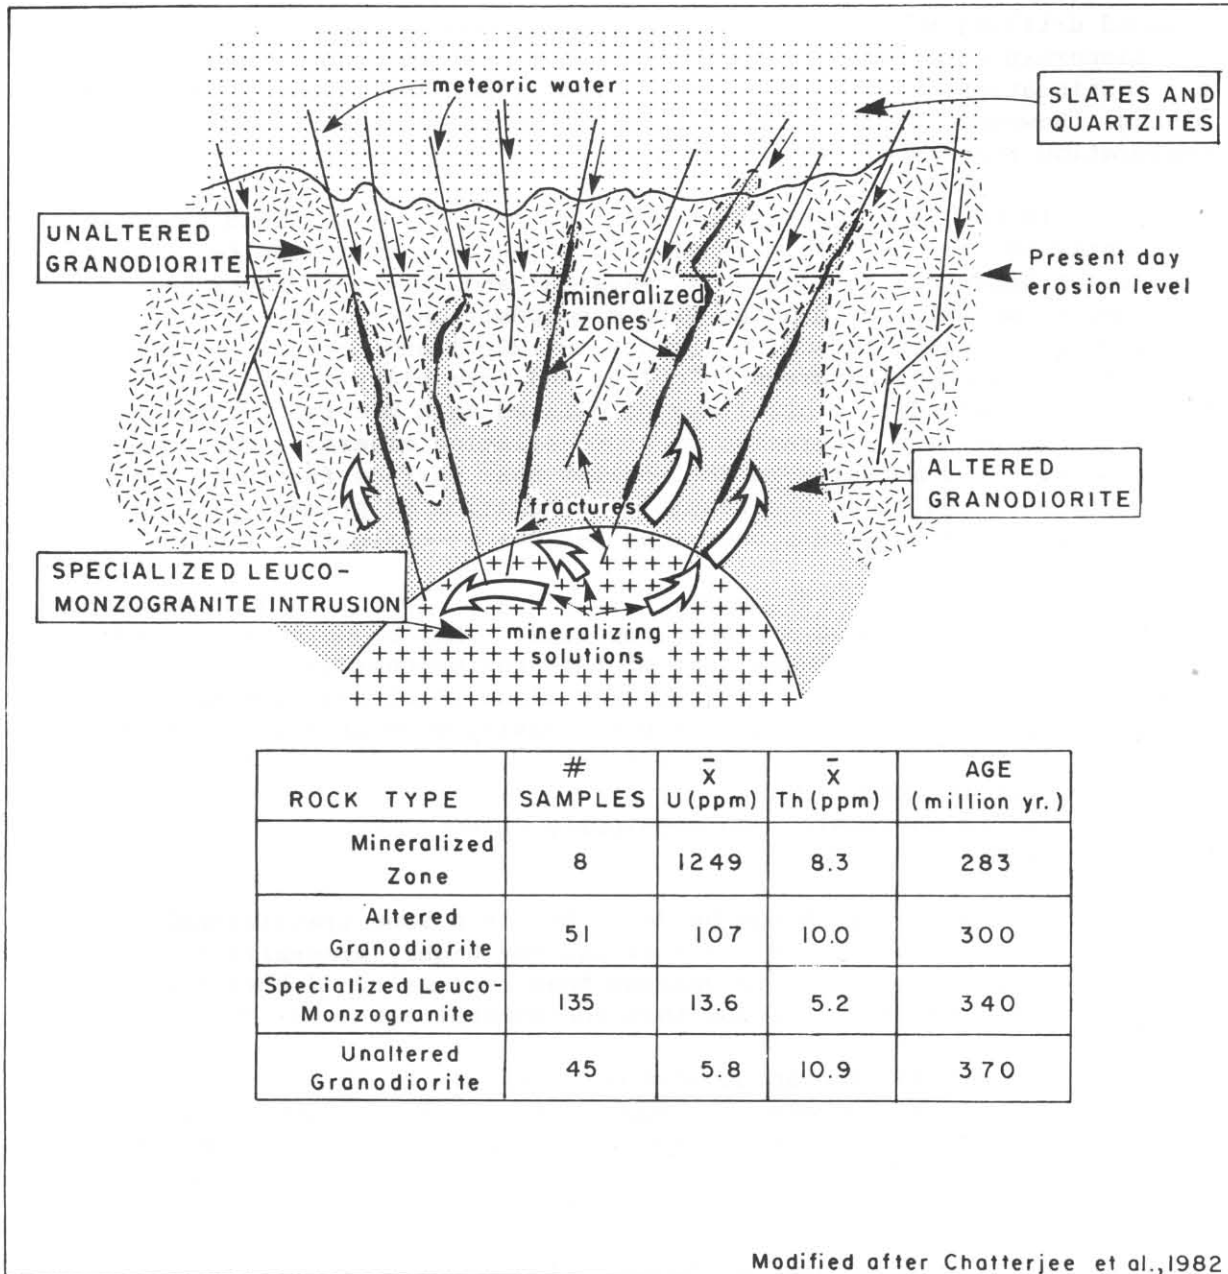 meteoric water
SLATES AND
QUARTZITES
UNALTERED
GRANODIORITE
Present day
erosion level
mineralized
zones
ALTERED
GRANODIORITE
fractures
SPECIALIZED LEUCO-
MONZOGRANITE INTRUSION
mineralizing
solutions
ROCK TYPE # SAMPLES x̄ U(ppm) x̄ Th(ppm) AGE (million yr.)
Mineralized
Zone 8 1249 8.3 283
Altered
Granodiorite 51 107 10.0 300
Specialized Leuco-
Monzogranite 135 13.6 5.2 340
Unaltered
Granodiorite 45 5.8 10.9 370
Modified after Chatterjee et al.,1982